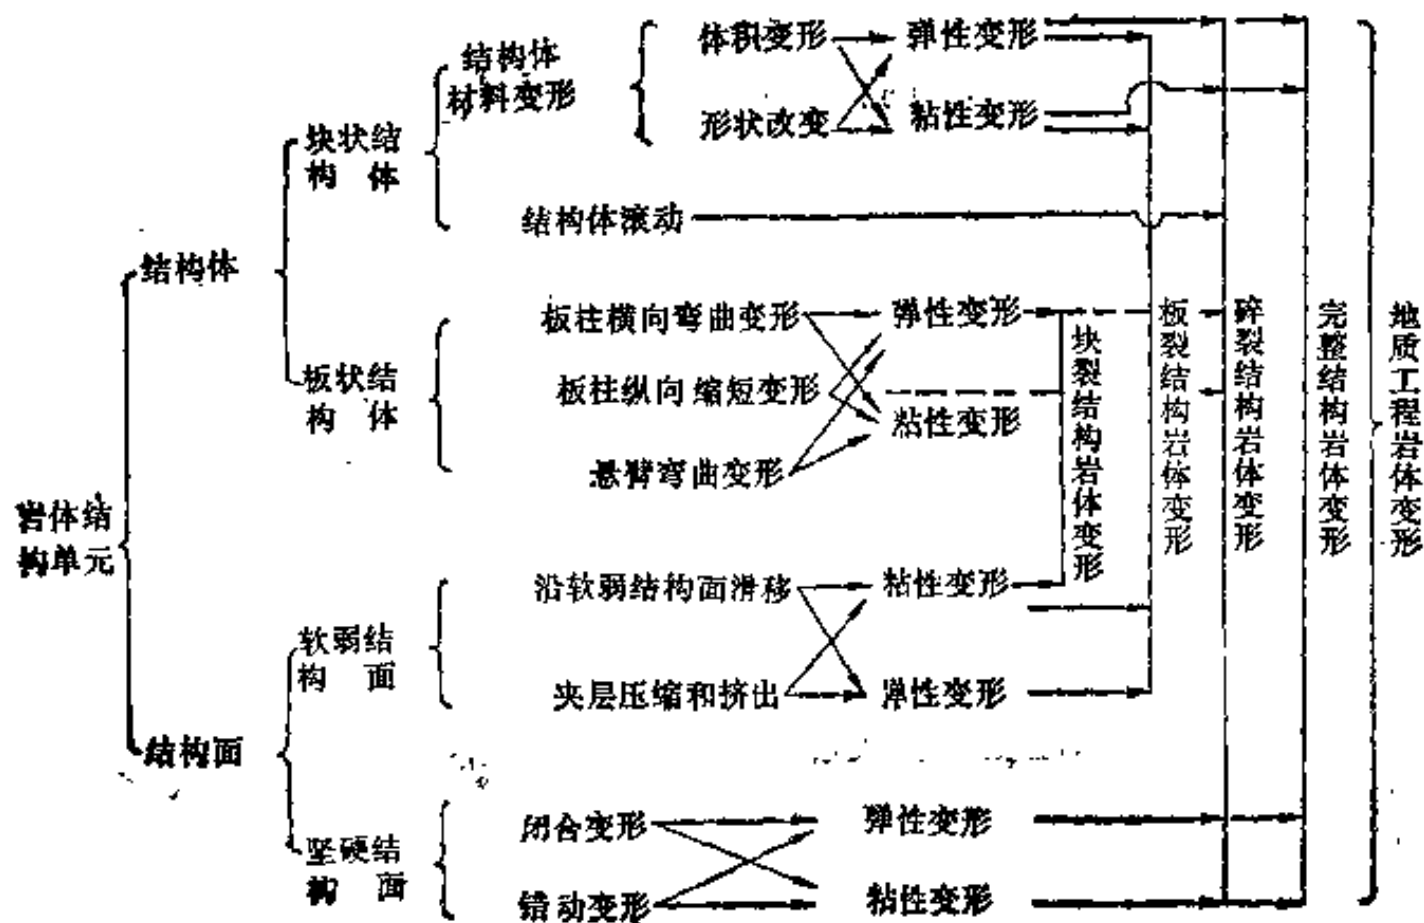 岩体结
构单元
结构体
结构面
块状结
构体
板状结
构体
软弱结
构面
坚硬结
构面
结构体
材料变形
体积变形
弹性变形
形状改变
粘性变形
结构体滚动
板柱横向弯曲变形
弹性变形
板柱纵向缩短变形
粘性变形
悬臂弯曲变形
沿软弱结构面滑移
粘性变形
夹层压缩和挤出
弹性变形
闭合变形
弹性变形
错动变形
粘性变形
块裂结构岩体变形
板裂结构岩体变形
碎裂结构岩体变形
完整结构岩体变形
地质工程岩体变形